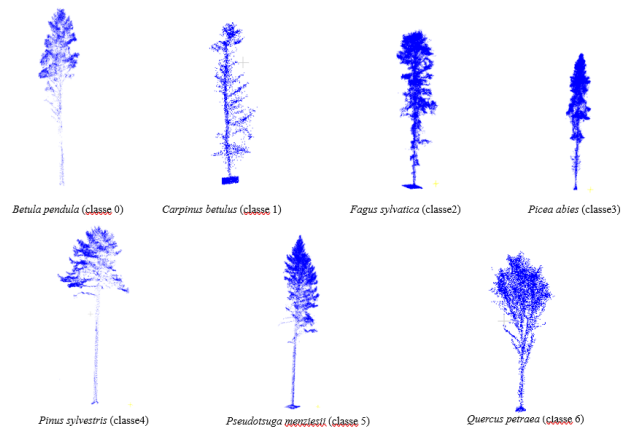 Betula pendula (classe 0)
Carpinus betulus (classe 1)
Fagus sylvatica (classe2)
Picea abies (classe3)
Pinus sylvestris (classe4)
Pseudotsuga menziesii (classe 5)
Quercus petraea (classe 6)